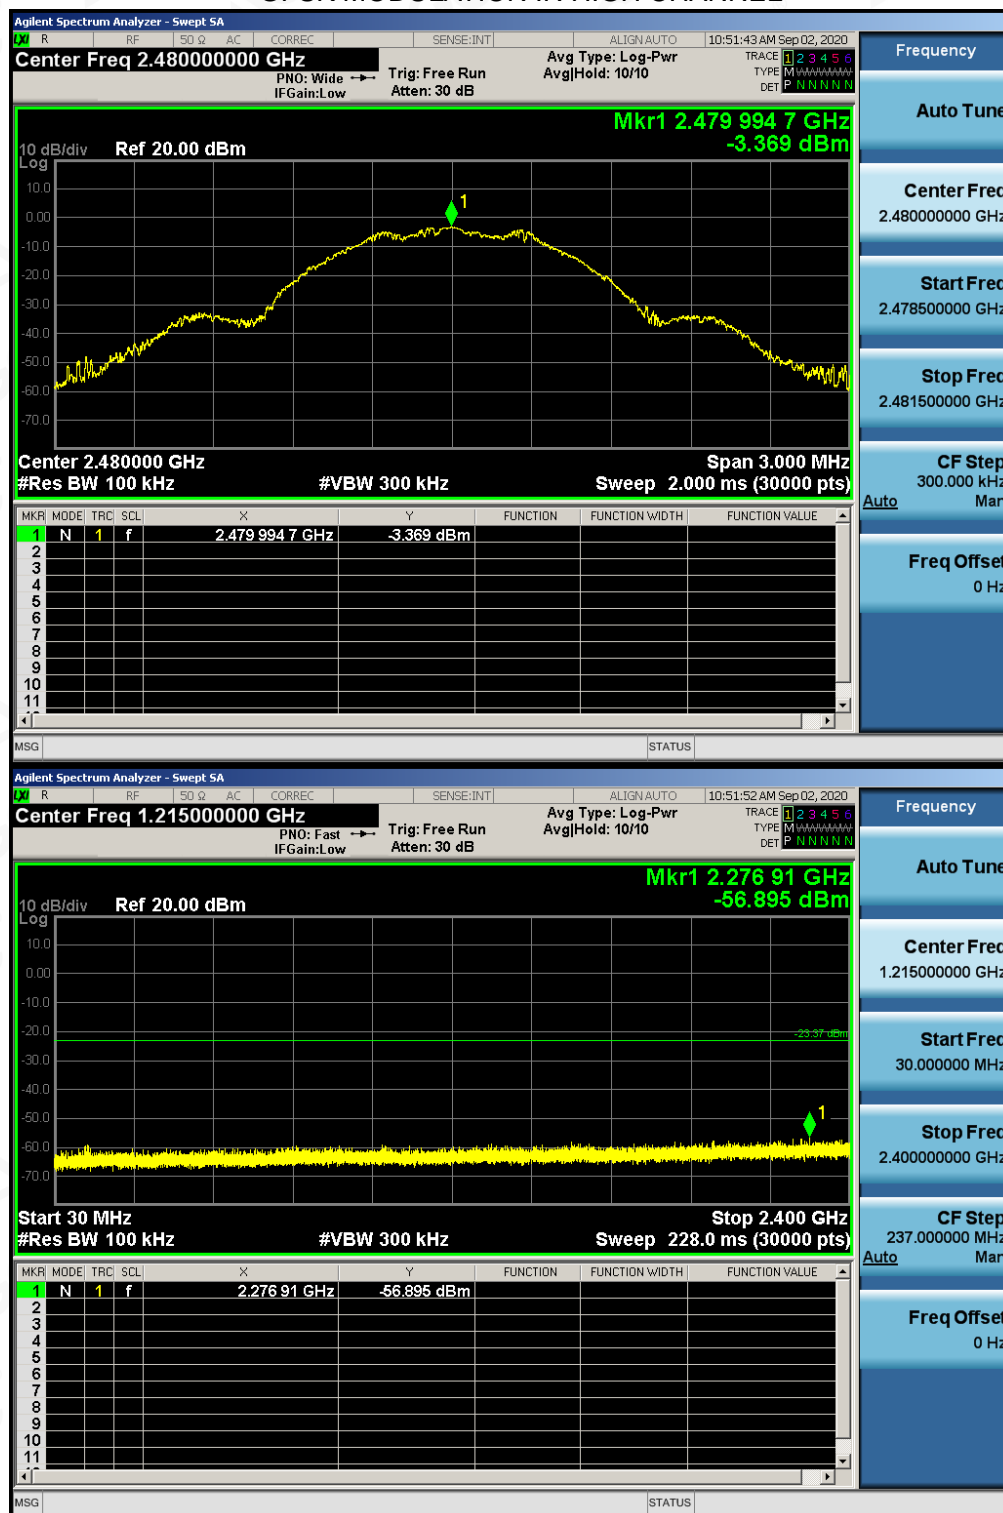 Agilent Spectrum Analyzer - Swept SA
LXI R RF 50 Ω AC CORREC SENSE:INT ALIGN AUTO 10:51:43 AM Sep 02, 2020
Center Freq 2.480000000 GHz
PNO: Wide
IFGain:Low
Trig: Free Run
Atten: 30 dB
Avg Type: Log-Pwr
Avg|Hold: 10/10
TRACE 1 2 3 4 5 6
TYPE M WWWWW
DET P N N N N N
Mkr1 2.479 994 7 GHz
-3.369 dBm
10 dB/div Ref 20.00 dBm
Log
10.0
0.00
-10.0
-20.0
-30.0
-40.0
-50.0
-60.0
-70.0
1
Center 2.480000 GHz Span 3.000 MHz
#Res BW 100 kHz #VBW 300 kHz Sweep 2.000 ms (30000 pts)
MKR MODE TRC SCL X Y FUNCTION FUNCTION WIDTH FUNCTION VALUE
1 N 1 f 2.479 994 7 GHz -3.369 dBm
2
3
4
5
6
7
8
9
10
11
MSG STATUS
Frequency
Auto Tune
Center Freq
2.480000000 GHz
Start Freq
2.478500000 GHz
Stop Freq
2.481500000 GHz
CF Step
300.000 kHz
Auto Man
Freq Offset
0 Hz
Agilent Spectrum Analyzer - Swept SA
LXI R RF 50 Ω AC CORREC SENSE:INT ALIGN AUTO 10:51:52 AM Sep 02, 2020
Center Freq 1.215000000 GHz
PNO: Fast
IFGain:Low
Trig: Free Run
Atten: 30 dB
Avg Type: Log-Pwr
Avg|Hold: 10/10
TRACE 1 2 3 4 5 6
TYPE M WWWWW
DET P N N N N N
Mkr1 2.276 91 GHz
-56.895 dBm
10 dB/div Ref 20.00 dBm
Log
10.0
0.00
-10.0
-20.0
-30.0
-40.0
-50.0
-60.0
-70.0
-23.37 dBm
1
Start 30 MHz Stop 2.400 GHz
#Res BW 100 kHz #VBW 300 kHz Sweep 228.0 ms (30000 pts)
MKR MODE TRC SCL X Y FUNCTION FUNCTION WIDTH FUNCTION VALUE
1 N 1 f 2.276 91 GHz -56.895 dBm
2
3
4
5
6
7
8
9
10
11
MSG STATUS
Frequency
Auto Tune
Center Freq
1.215000000 GHz
Start Freq
30.000000 MHz
Stop Freq
2.400000000 GHz
CF Step
237.000000 MHz
Auto Man
Freq Offset
0 Hz